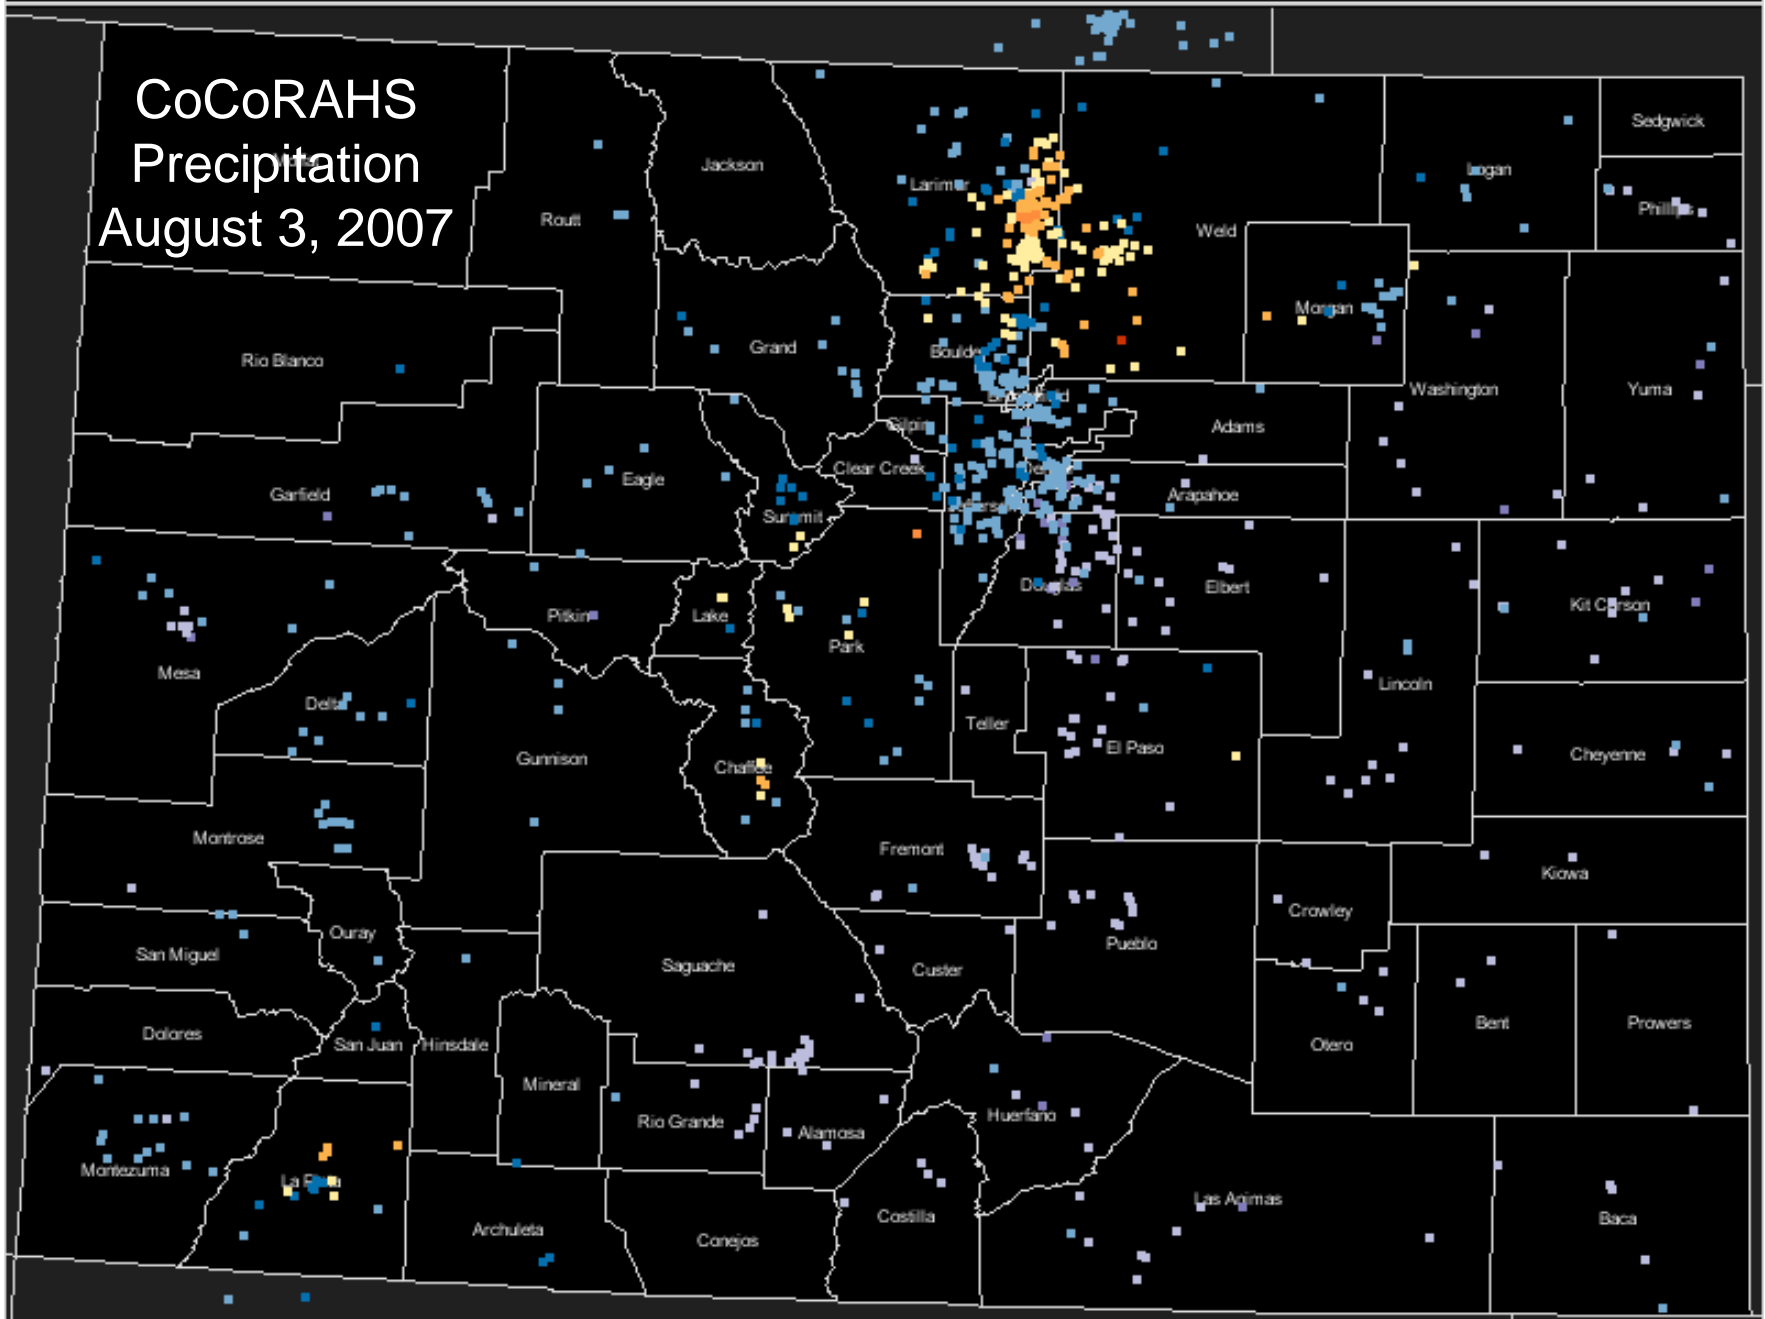 CoCoRAHS
Precipitation
August 3, 2007
Sedgwick
Jackson
Logan
Larimer
Phillips
Routt
Weld
Morgan
Grand
Boulder
Rio Blanco
Washington
Yuma
Gilpin
Adams
Clear Creek
Eagle
Garfield
Arapahoe
Summit
Douglas
Elbert
Kit Carson
Pitkin
Lake
Park
Mesa
Lincoln
Delta
Teller
El Paso
Cheyenne
Gunnison
Chaffee
Montrose
Fremont
Kiowa
Crowley
Ouray
Pueblo
San Miguel
Saguache
Custer
Dolores
Bent
Prowers
San Juan
Hinsdale
Otero
Mineral
Huerfano
Rio Grande
Alamosa
Montezuma
Las Agimas
Costilla
Baca
Archuleta
Conejos